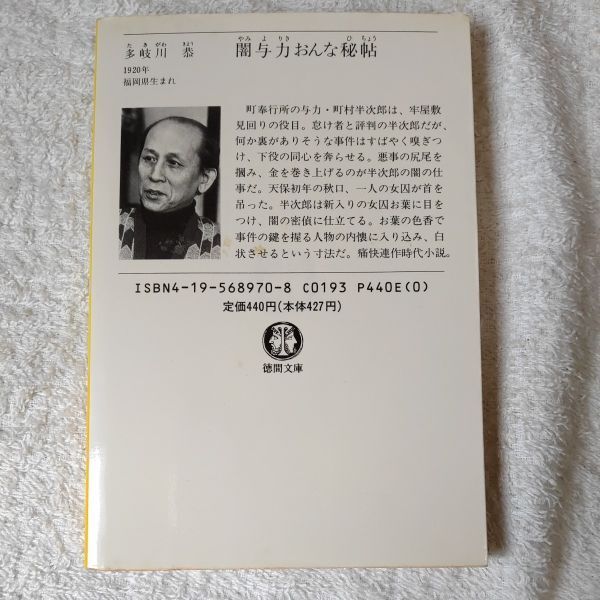 多岐川 恭
たきがわ きょう
闇与力おんな秘帖
やみよりき ひちょう
1920年
福岡県生まれ
町奉行所の与力・町村半次郎は、牢屋敷
見回りの役目。怠け者と評判の半次郎だが、
何か裏がありそうな事件はすばやく嗅ぎつ
け、下役の同心を奔らせる。悪事の尻尾を
摑み、金を巻き上げるのが半次郎の闇の仕
事だ。天保初年の秋口、一人の女囚が首を
吊った。半次郎は新入りの女囚お葉に目を
つけ、闇の密偵に仕立てる。お葉の色香で
事件の鍵を握る人物の内懐に入り込み、白
状させるという寸法だ。痛快連作時代小説。
ISBN4-19-568970-8 C0193 P440E(0)
定価440円(本体427円)
徳間文庫